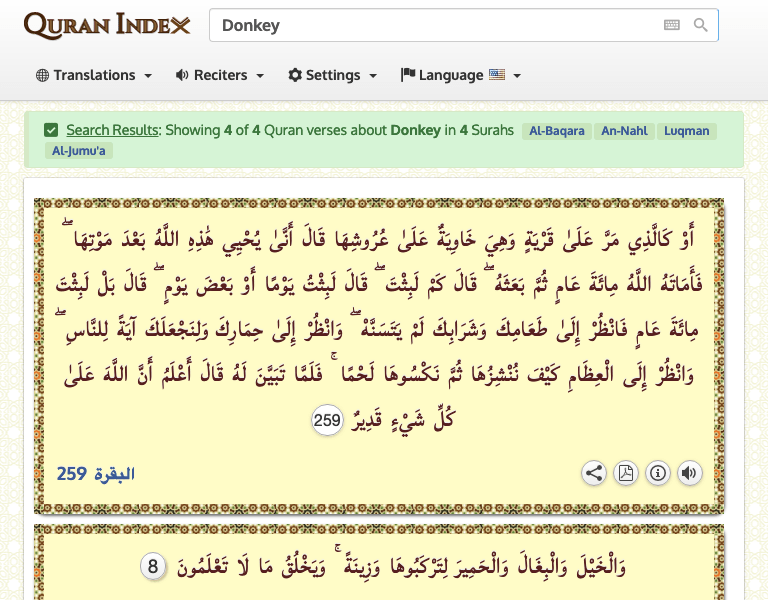 Quran Index
Donkey
Translations
Reciters
Settings
Language
Search Results: Showing 4 of 4 Quran verses about Donkey in 4 Surahs Al-Baqara An-Nahl Luqman
Al-Jumu'a
أَوْ كَالَّذِي مَرَّ عَلَىٰ قَرْيَةٍ وَهِيَ خَاوِيَةٌ عَلَىٰ عُرُوشِهَا قَالَ أَنَّىٰ يُحْيِي هَٰذِهِ اللَّهُ بَعْدَ مَوْتِهَا ۖ
فَأَمَاتَهُ اللَّهُ مِائَةَ عَامٍ ثُمَّ بَعَثَهُ ۖ قَالَ كَمْ لَبِثْتَ ۖ قَالَ لَبِثْتُ يَوْمًا أَوْ بَعْضَ يَوْمٍ ۖ قَالَ بَلْ لَبِثْتَ
مِائَةَ عَامٍ فَانْظُرْ إِلَىٰ طَعَامِكَ وَشَرَابِكَ لَمْ يَتَسَنَّهْ ۖ وَانْظُرْ إِلَىٰ حِمَارِكَ وَلِنَجْعَلَكَ آيَةً لِلنَّاسِ ۖ
وَانْظُرْ إِلَى الْعِظَامِ كَيْفَ نُنْشِزُهَا ثُمَّ نَكْسُوهَا لَحْمًا ۚ فَلَمَّا تَبَيَّنَ لَهُ قَالَ أَعْلَمُ أَنَّ اللَّهَ عَلَىٰ
كُلِّ شَيْءٍ قَدِيرٌ 259
البقرة 259
وَالْخَيْلَ وَالْبِغَالَ وَالْحَمِيرَ لِتَرْكَبُوهَا وَزِينَةً ۚ وَيَخْلُقُ مَا لَا تَعْلَمُونَ 8